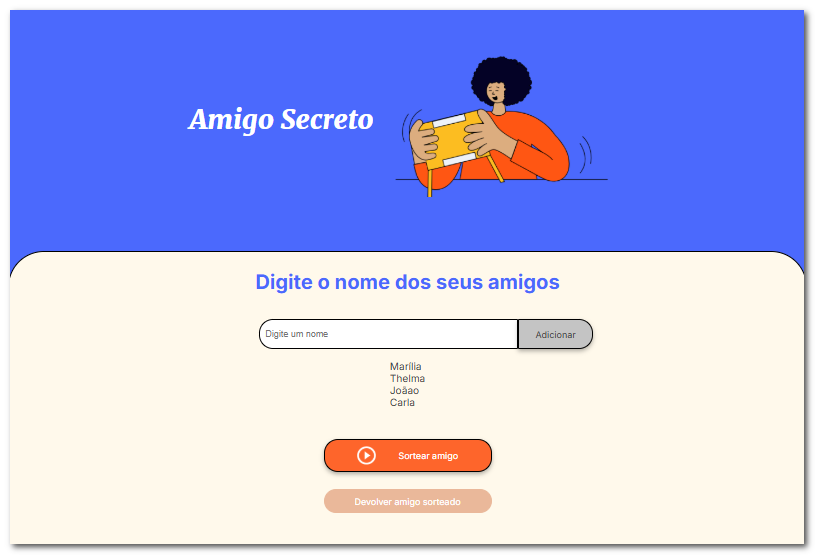 Amigo Secreto
Digite o nome dos seus amigos
Digite um nome
Adicionar
Marília
Thelma
Joãao
Carla
Sortear amigo
Devolver amigo sorteado